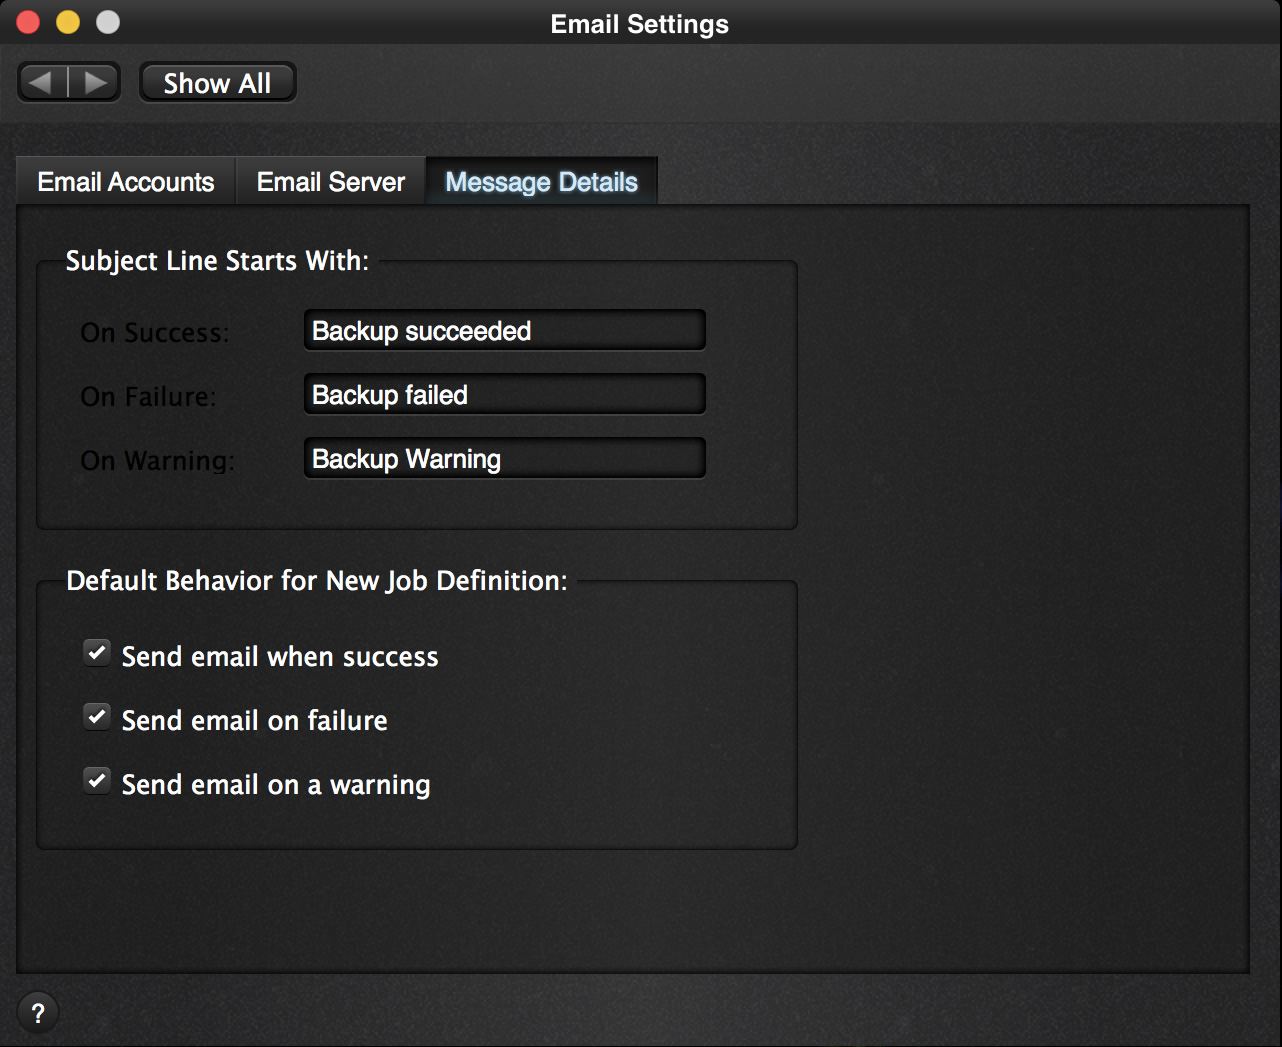 Email Settings
Show All
Email Accounts Email Server Message Details
Subject Line Starts With:
On Success: Backup succeeded
On Failure: Backup failed
On Warning: Backup Warning
Default Behavior for New Job Definition:
Send email when success
Send email on failure
Send email on a warning
?